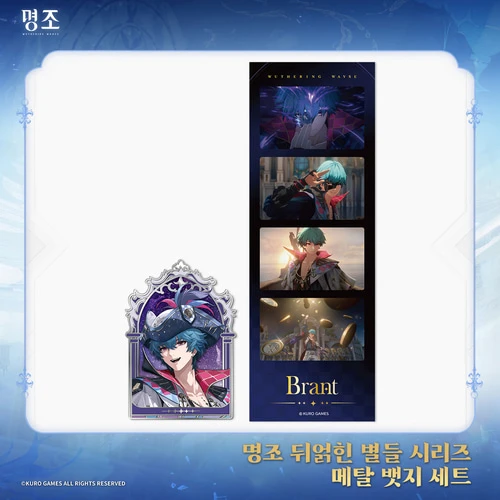 명조
WUTHERING WAVES
WUTHERING WAVES
Brant
© KURO GAMES
명조 뒤얽힌 별들 시리즈
메탈 뱃지 세트
©KURO GAMES ALL RIGHTS RESERVED